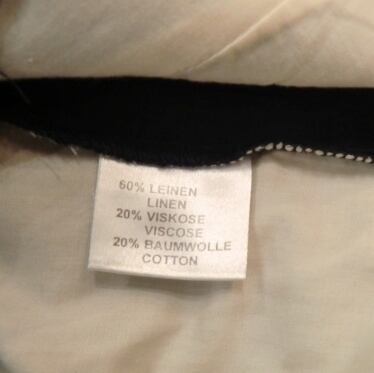 60% LEINEN
LINEN
20% VISKOSE
VISCOSE
20% BAUMWOLLE
COTTON